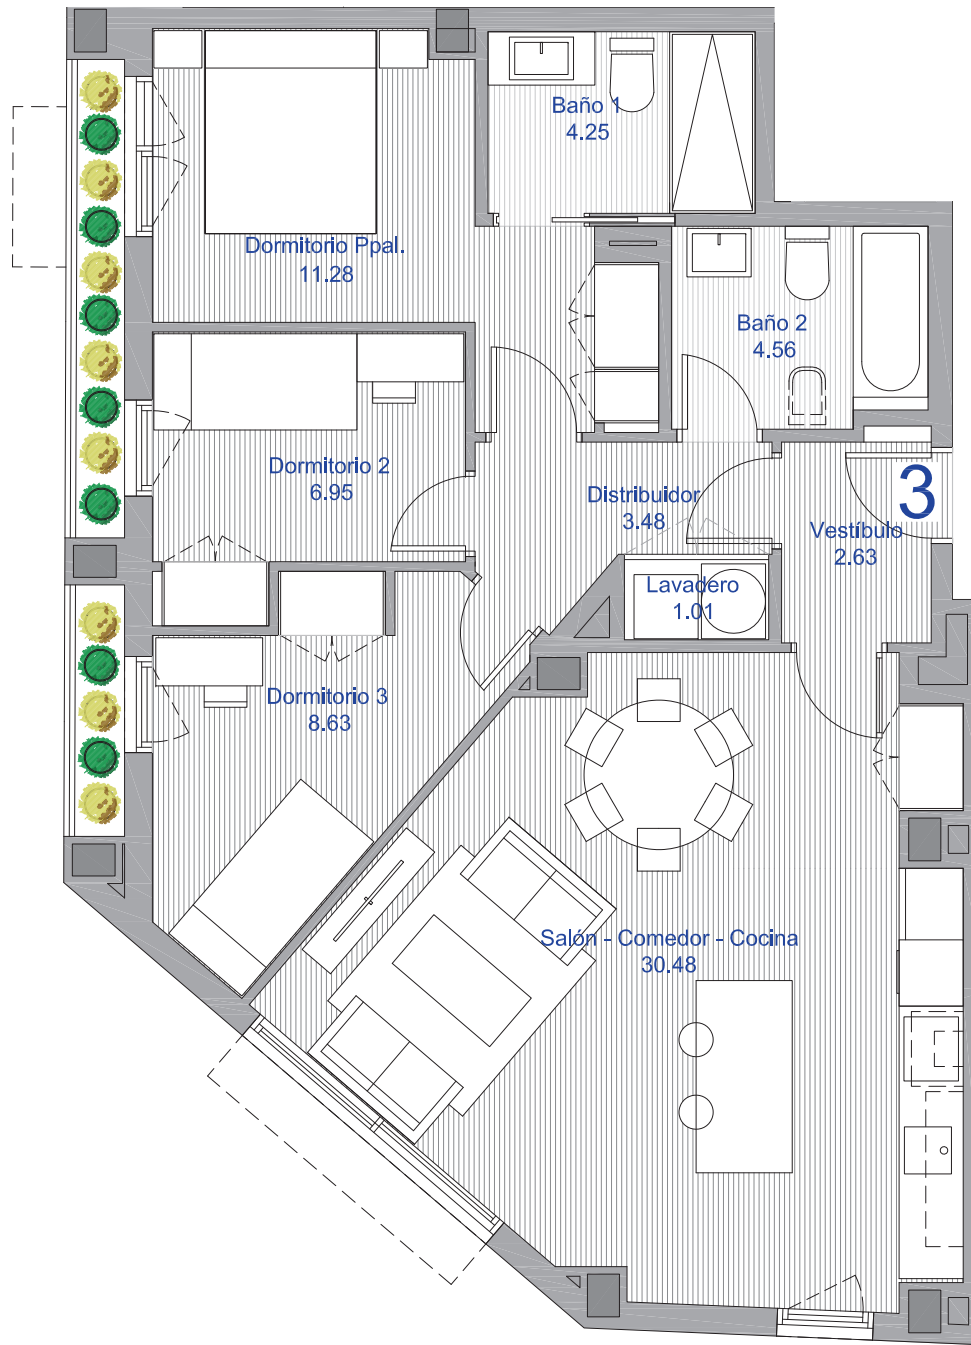 Baño 1
4.25
Dormitorio Ppal.
11.28
Baño 2
4.56
Dormitorio 2
6.95
Distribuidor
3.48
3
Vestíbulo
2.63
Lavadero
1.01
Dormitorio 3
8.63
Salón - Comedor - Cocina
30.48